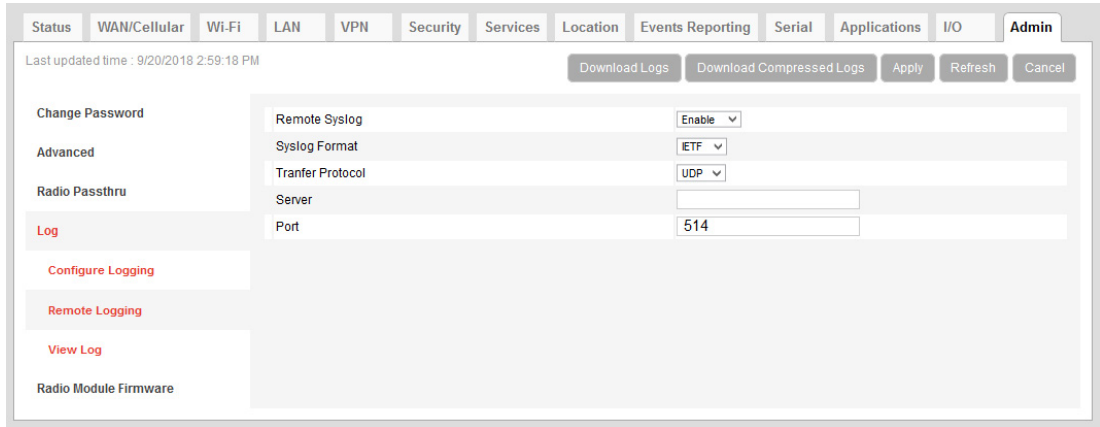 Status WAN/Cellular Wi-Fi LAN VPN Security Services Location Events Reporting Serial Applications I/O Admin
Last updated time : 9/20/2018 2:59:18 PM
Download Logs Download Compressed Logs Apply Refresh Cancel
Change Password
Advanced
Radio Passthru
Log
Configure Logging
Remote Logging
View Log
Radio Module Firmware
Remote Syslog Enable
Syslog Format IETF
Tranfer Protocol UDP
Server
Port 514